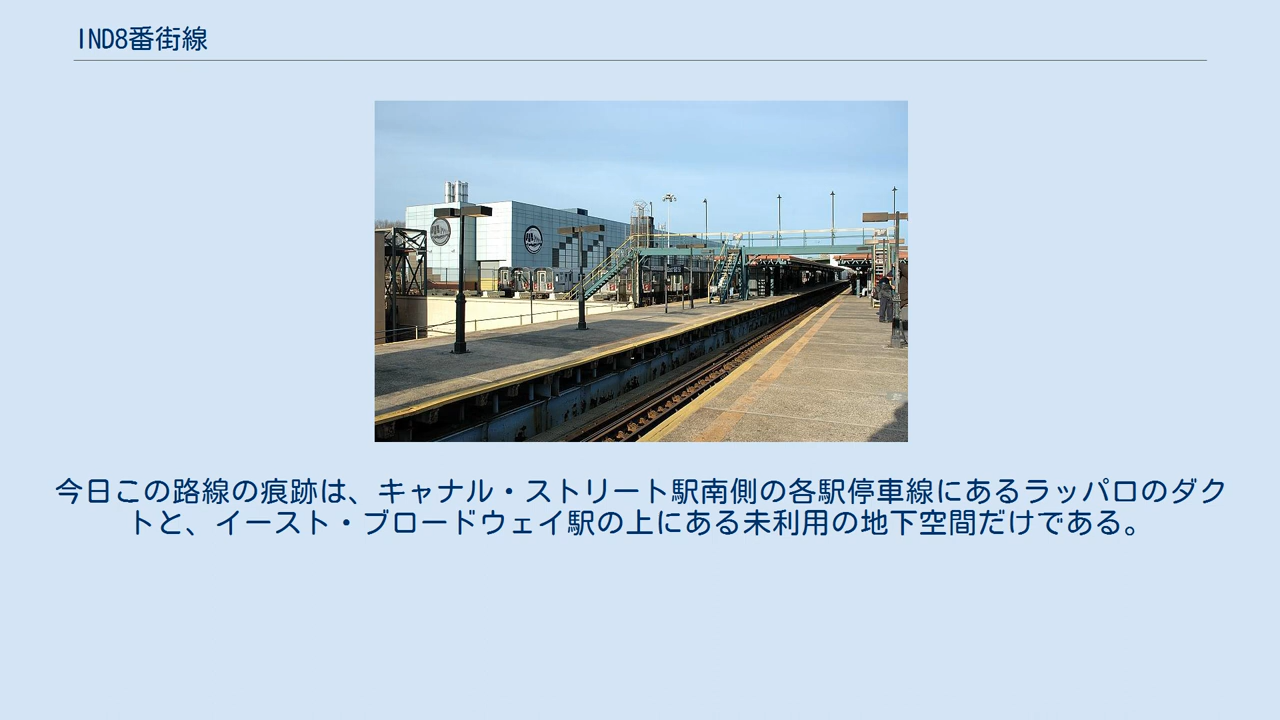 IND8番街線
今日この路線の痕跡は、キャナル・ストリート駅南側の各駅停車線にあるラッパロのダク
トと、イースト・ブロードウェイ駅の上にある未利用の地下空間だけである。